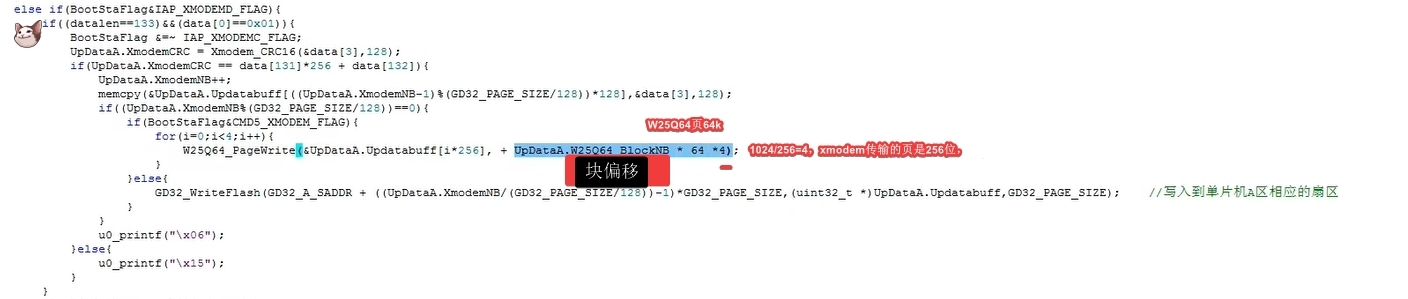 else if(BootStaFlag&IAP_XMODEMD_FLAG){
if((datalen==133)&&(data[0]==0x01)){
BootStaFlag &=~ IAP_XMODEMC_FLAG;
UpDataA.XmodemCRC = Xmodem_CRC16(&data[3],128);
if(UpDataA.XmodemCRC == data[131]*256 + data[132]){
UpDataA.XmodemNB++;
memcpy(&UpDataA.Updatabuff[((UpDataA.XmodemNB-1)%(GD32_PAGE_SIZE/128))*128],&data[3],128);
if((UpDataA.XmodemNB%(GD32_PAGE_SIZE/128))==0){
if(BootStaFlag&CMD5_XMODEM_FLAG){
W25Q64页64k
for(i=0;i<4;i++){
W25Q64_PageWrite(&UpDataA.Updatabuff[i*256], + UpDataA.W25Q64_BlockNB * 64 *4); 1024/256=4，xmodem传输的页是256位，
}
块偏移
}else{
GD32_WriteFlash(GD32_A_SADDR + ((UpDataA.XmodemNB/(GD32_PAGE_SIZE/128))-1)*GD32_PAGE_SIZE,(uint32_t *)UpDataA.Updatabuff,GD32_PAGE_SIZE); //写入到单片机A区相应的扇区
}
}
u0_printf("\x06");
}else{
u0_printf("\x15");
}
}